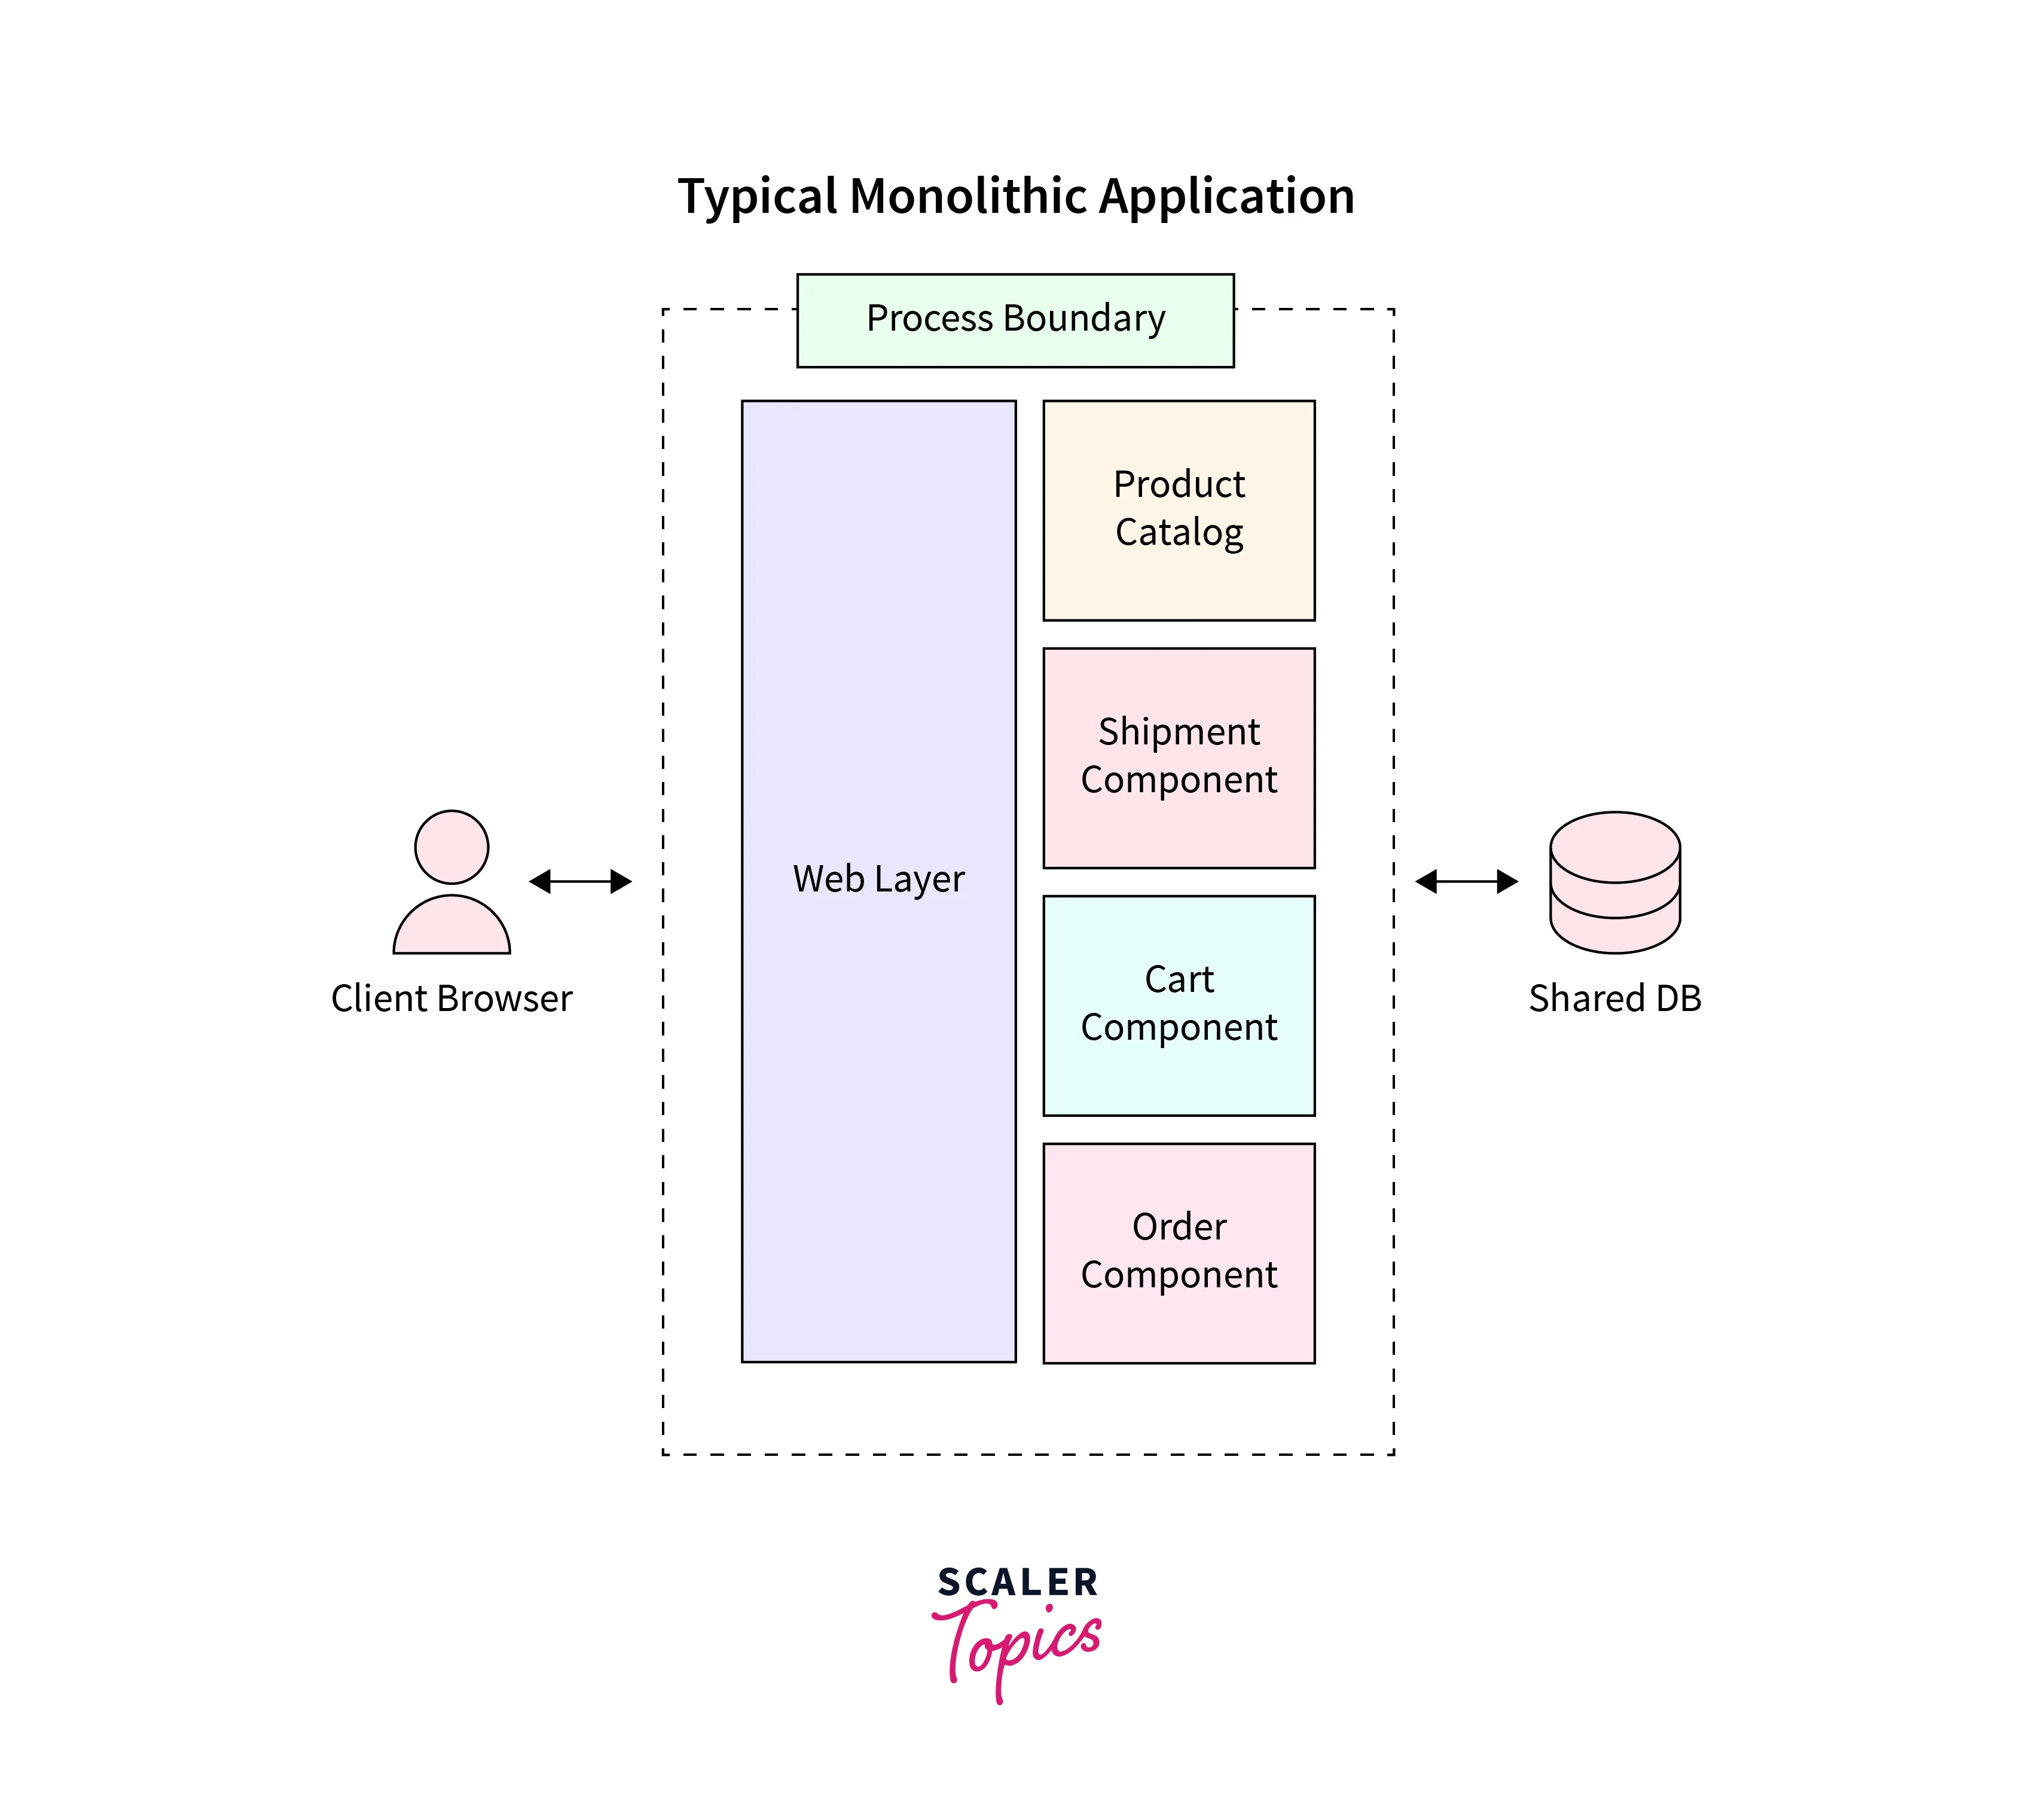 Typical Monolithic Application
Process Boundary
Web Layer
Product
Catalog
Shipment
Component
Cart
Component
Order
Component
Client Browser
Shared DB
SCALER
Topics